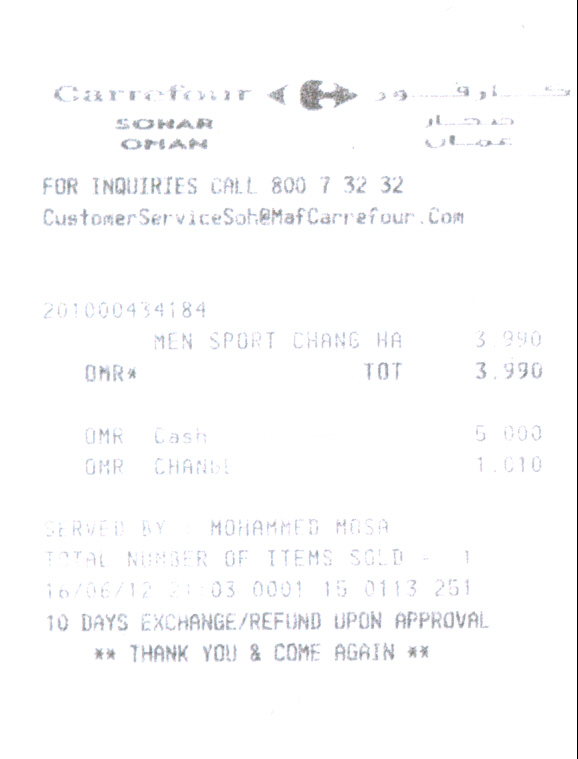 Carrefour كارفور
SOHAR صحار
OMAN عمان
FOR INQUIRIES CALL 800 7 32 32
CustomerServiceSoh@MafCarrefour.Com
201000434184
MEN SPORT CHANG HA 3.990
OMR* TOT 3.990
OMR Cash 5.000
OMR CHANGE 1.010
SERVED BY : MOHAMMED MOSA
TOTAL NUMBER OF ITEMS SOLD - 1
16/06/12 21:03 0001 15 0113 251
10 DAYS EXCHANGE/REFUND UPON APPROVAL
** THANK YOU & COME AGAIN **